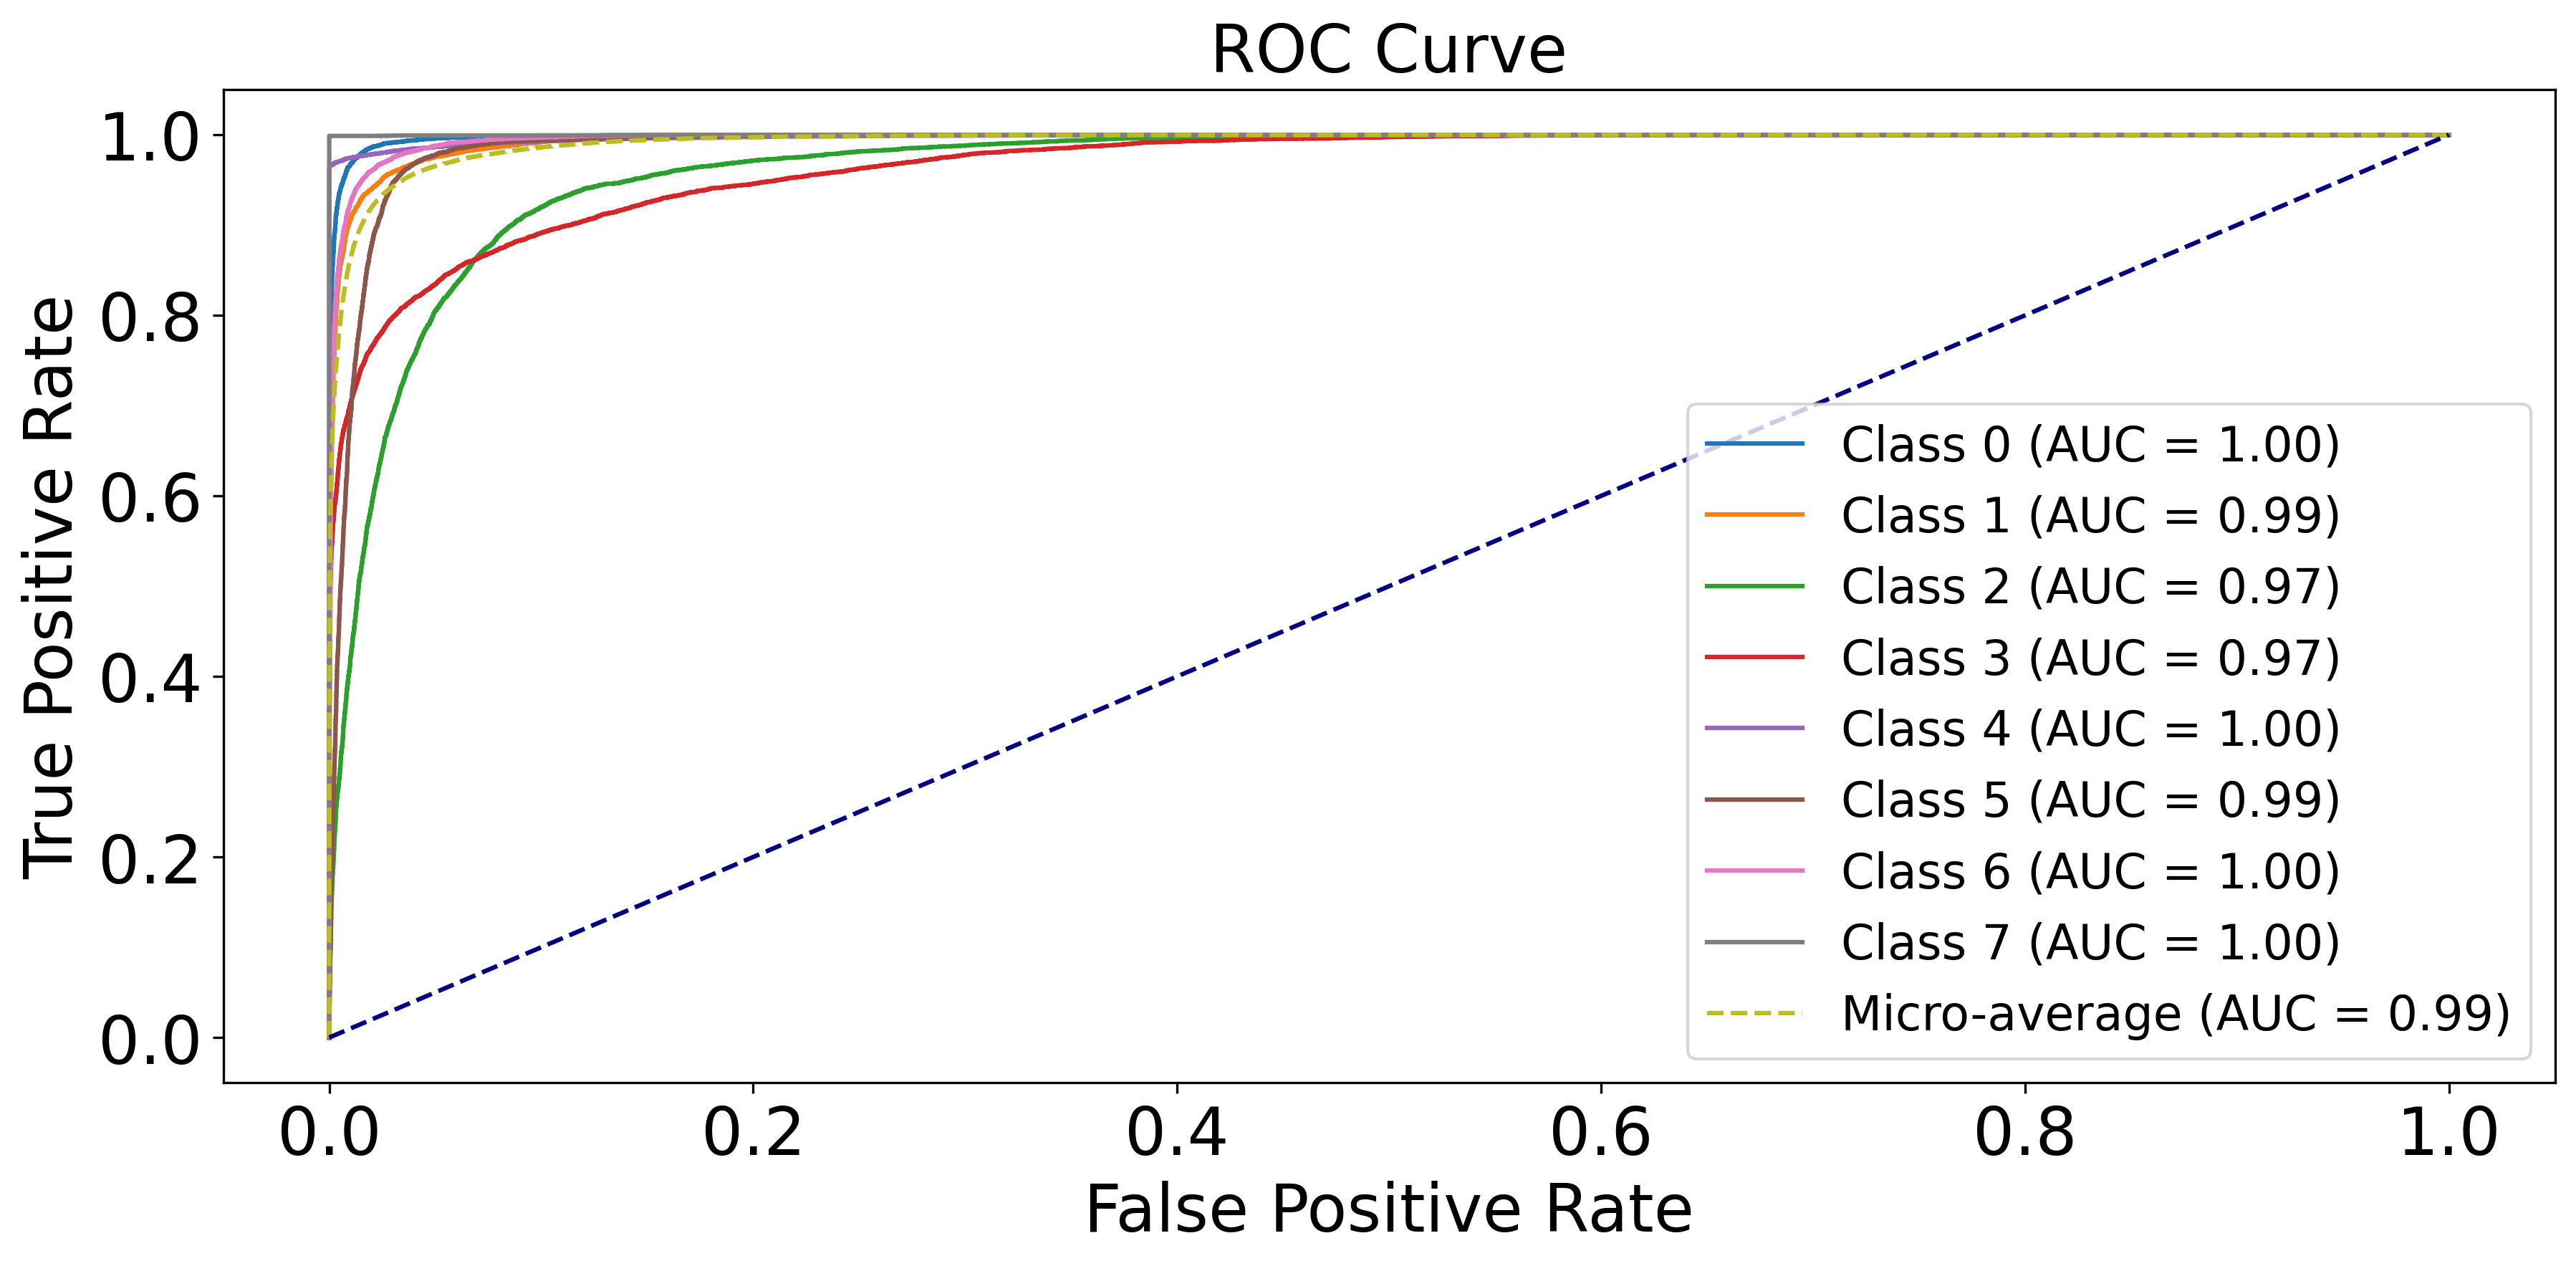 ROC Curve
True Positive Rate
1.0
0.8
0.6
0.4
0.2
0.0
Class 0 (AUC = 1.00)
Class 1 (AUC = 0.99)
Class 2 (AUC = 0.97)
Class 3 (AUC = 0.97)
Class 4 (AUC = 1.00)
Class 5 (AUC = 0.99)
Class 6 (AUC = 1.00)
Class 7 (AUC = 1.00)
Micro-average (AUC = 0.99)
0.0 0.2 0.4 0.6 0.8 1.0
False Positive Rate